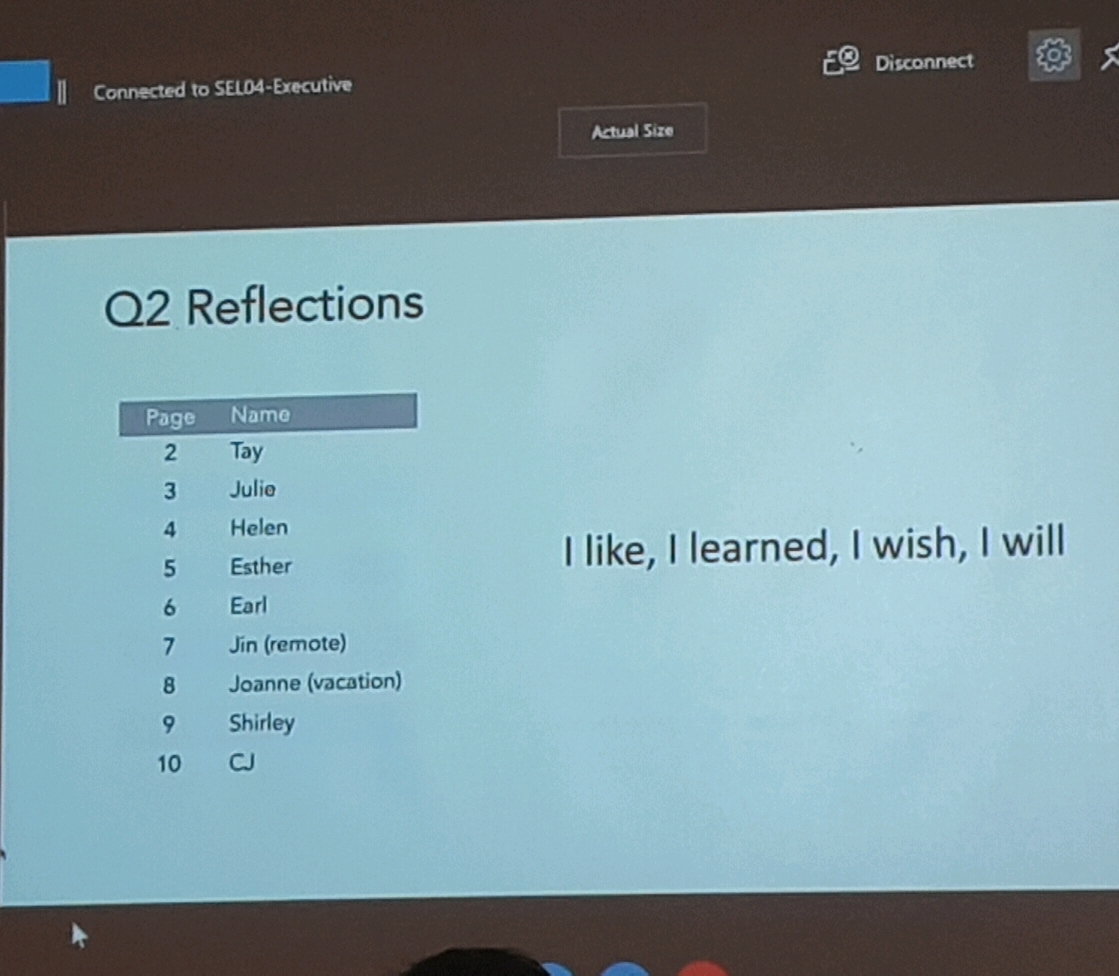 Connected to SEL04-Executive
Disconnect
Actual Size
Q2 Reflections
Page Name
2 Tay
3 Julie
4 Helen
5 Esther
6 Earl
7 Jin (remote)
8 Joanne (vacation)
9 Shirley
10 CJ
I like, I learned, I wish, I will